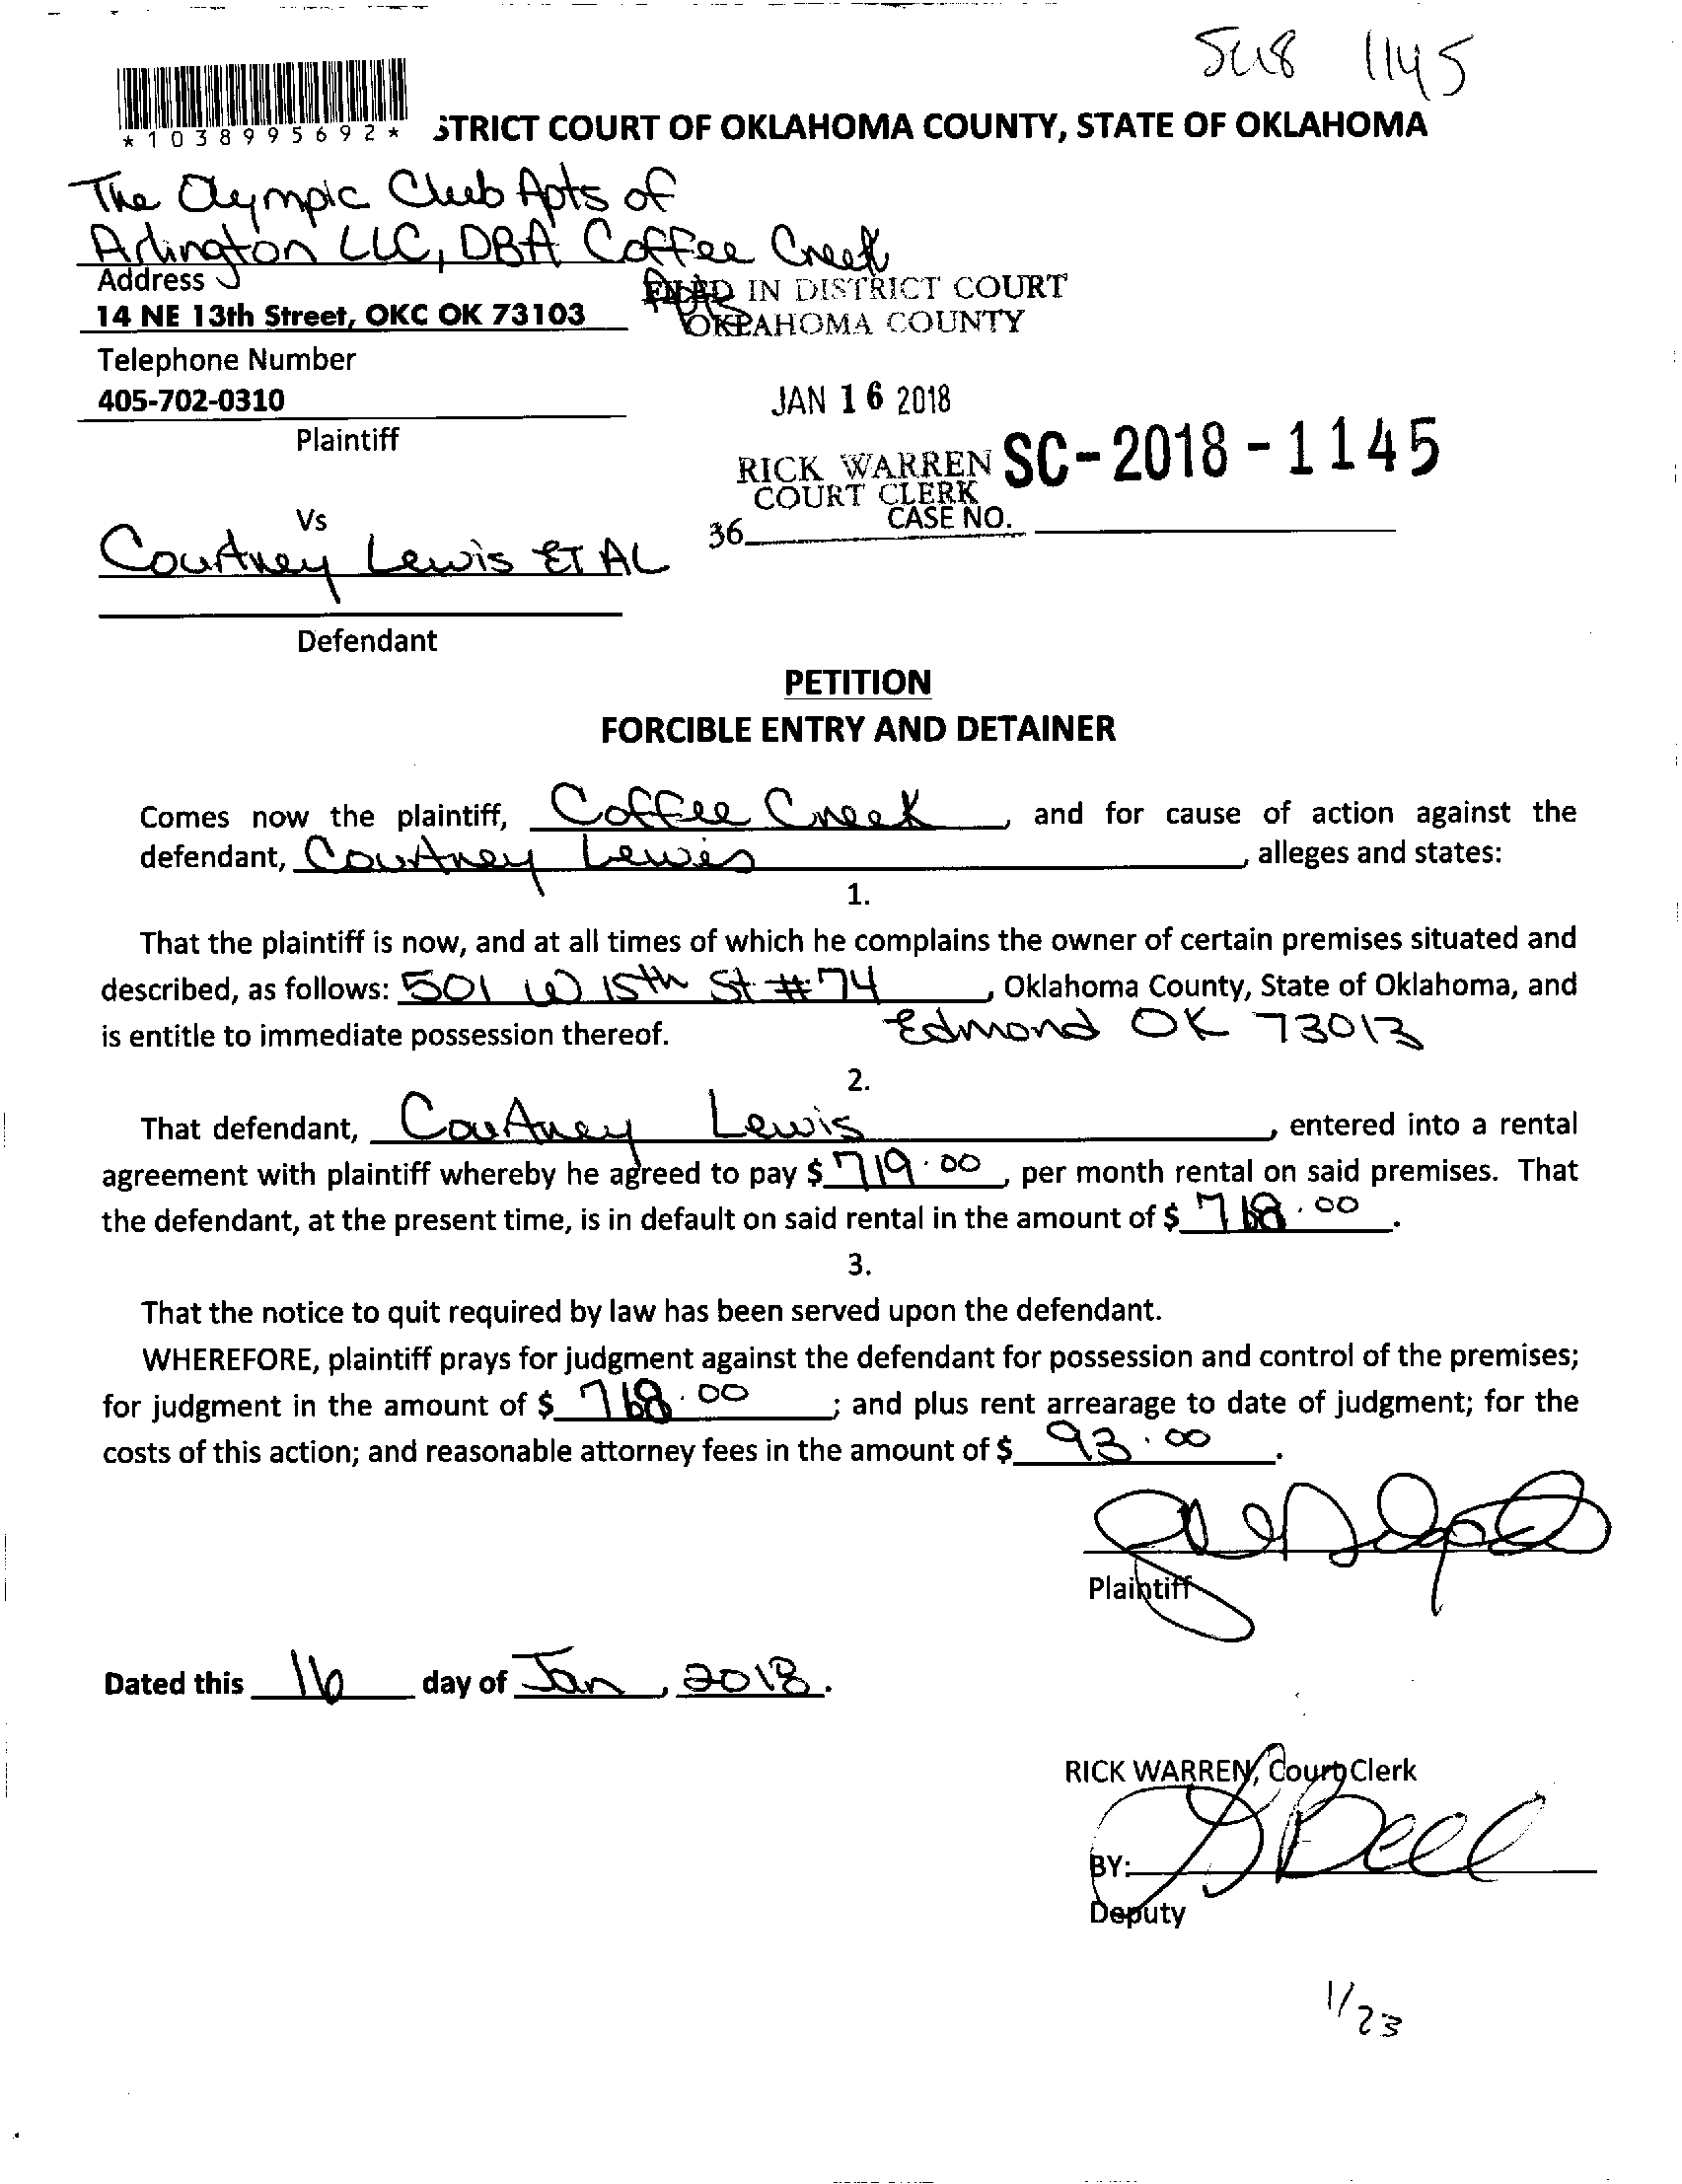 5u8 1145
*1038995692*
STRICT COURT OF OKLAHOMA COUNTY, STATE OF OKLAHOMA
The Olympic Club Apts of
Arlington LLC, DBA Coffee Creek
Apts
Address
14 NE 13th Street, OKC OK 73103
FILED IN DISTRICT COURT
OKLAHOMA COUNTY
Telephone Number
405-702-0310
JAN 16 2018
Plaintiff
RICK WARREN
COURT CLERK
SC-2018-1145
Vs
36
CASE NO.
Courtney Lewis ET AL
Defendant
PETITION
FORCIBLE ENTRY AND DETAINER
Comes now the plaintiff, Coffee Creek, and for cause of action against the
defendant, Courtney Lewis, alleges and states:
1.
That the plaintiff is now, and at all times of which he complains the owner of certain premises situated and
described, as follows: 501 W 15th St #74, Oklahoma County, State of Oklahoma, and
is entitle to immediate possession thereof. Edmond OK 73013
2.
That defendant, Courtney Lewis, entered into a rental
agreement with plaintiff whereby he agreed to pay $719.00, per month rental on said premises. That
the defendant, at the present time, is in default on said rental in the amount of $768.00.
3.
That the notice to quit required by law has been served upon the defendant.
WHEREFORE, plaintiff prays for judgment against the defendant for possession and control of the premises;
for judgment in the amount of $768.00; and plus rent arrearage to date of judgment; for the
costs of this action; and reasonable attorney fees in the amount of $93.00.
Plaintiff
Dated this 16 day of Jan, 2018.
RICK WARREN, Court Clerk
BY: Bell
Deputy
1/23